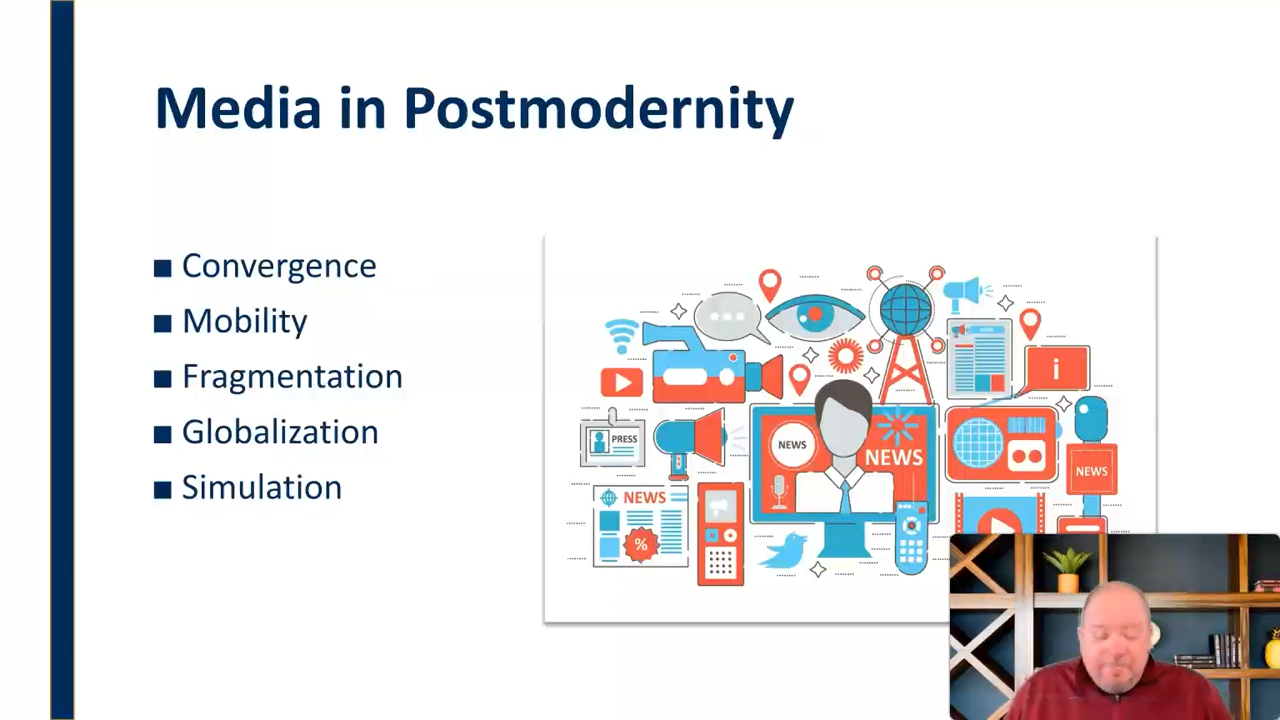 Media in Postmodernity
Convergence
Mobility
Fragmentation
Globalization
Simulation
i
PRESS
NEWS
NEWS
NEWS
NEWS
%